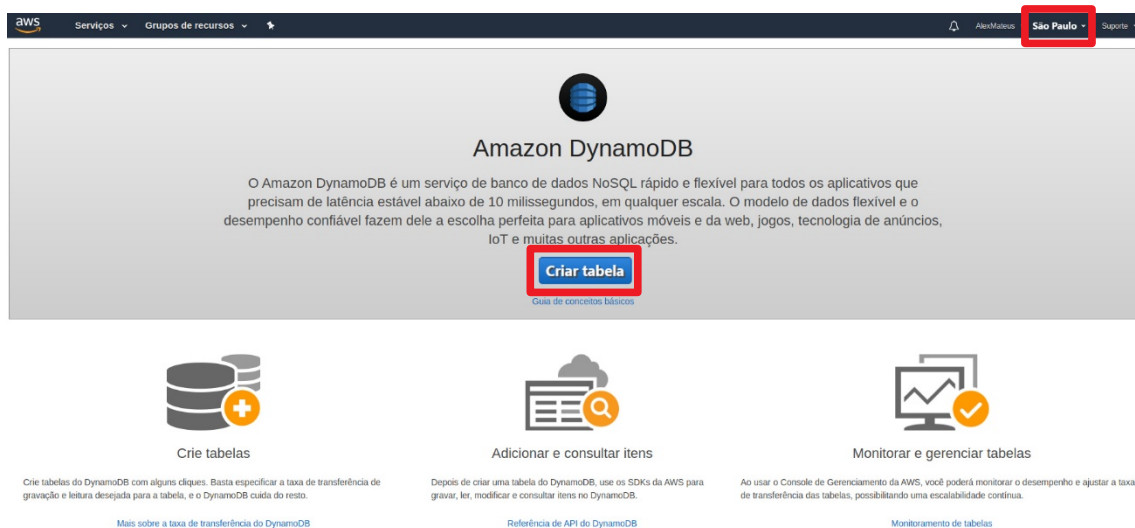 aws Serviços Grupos de recursos AlexMateus São Paulo Suporte
Amazon DynamoDB
O Amazon DynamoDB é um serviço de banco de dados NoSQL rápido e flexível para todos os aplicativos que
precisam de latência estável abaixo de 10 milissegundos, em qualquer escala. O modelo de dados flexível e o
desempenho confiável fazem dele a escolha perfeita para aplicativos móveis e da web, jogos, tecnologia de anúncios,
IoT e muitas outras aplicações.
Criar tabela
Guia de conceitos básicos
Crie tabelas
Crie tabelas do DynamoDB com alguns cliques. Basta especificar a taxa de transferência de
gravação e leitura desejada para a tabela, e o DynamoDB cuida do resto.
Mais sobre a taxa de transferência do DynamoDB
Adicionar e consultar itens
Depois de criar uma tabela do DynamoDB, use os SDKs da AWS para
gravar, ler, modificar e consultar itens no DynamoDB.
Referência de API do DynamoDB
Monitorar e gerenciar tabelas
Ao usar o Console de Gerenciamento da AWS, você poderá monitorar o desempenho e ajustar a taxa
de transferência das tabelas, possibilitando uma escalabilidade contínua.
Monitoramento de tabelas